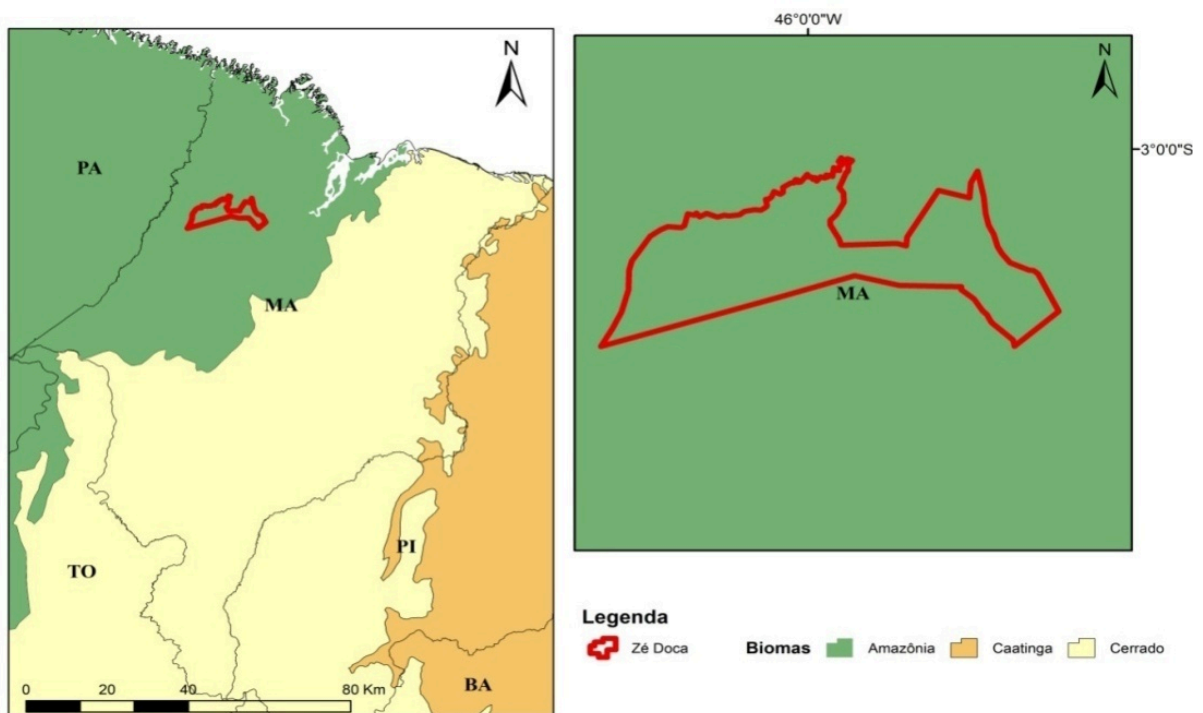 46°0'0"W
N
N
3°0'0"S
PA
MA
MA
PI
TO
BA
0 20 40 80 Km
Legenda
Zé Doca Biomas Amazônia Caatinga Cerrado